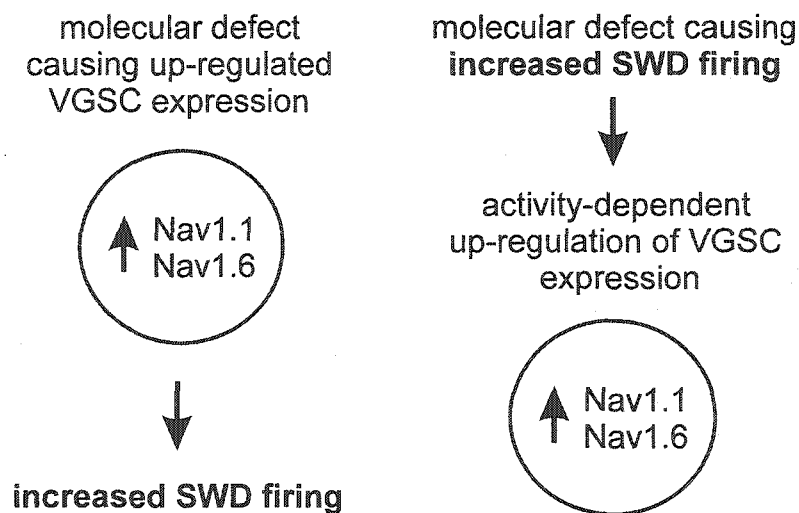 molecular defect
causing up-regulated
VGSC expression
Nav1.1
Nav1.6
increased SWD firing
molecular defect causing
increased SWD firing
activity-dependent
up-regulation of VGSC
expression
Nav1.1
Nav1.6